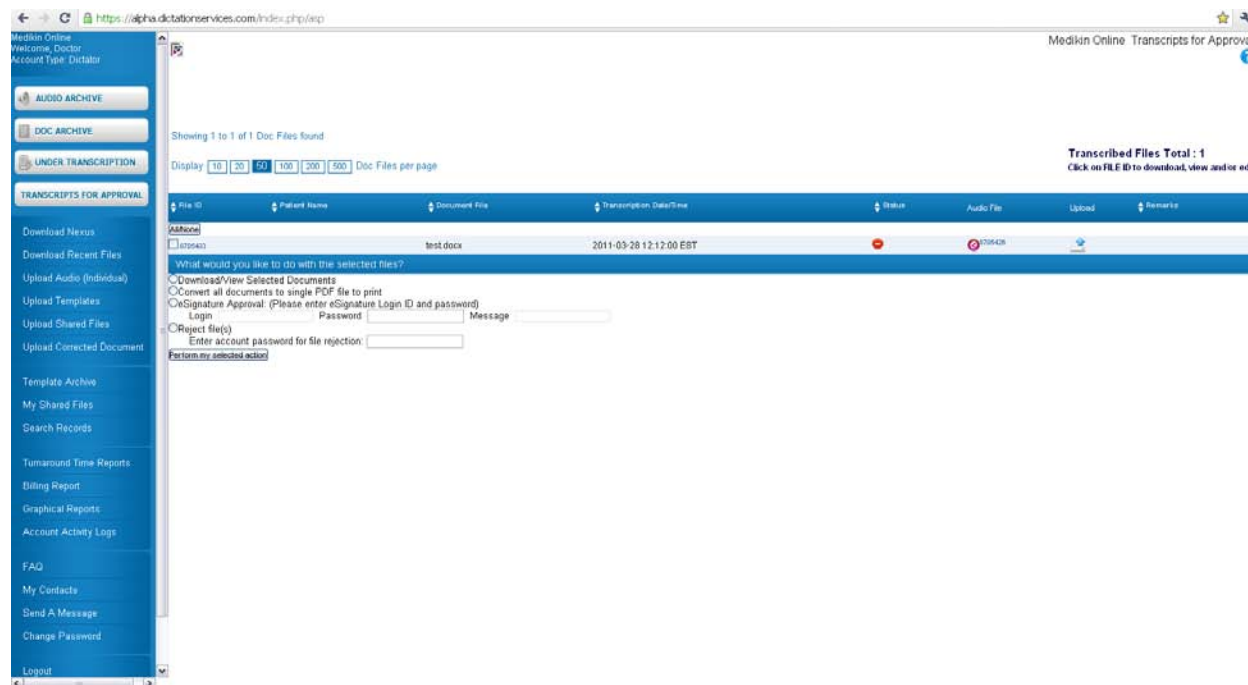 https://alpha.dictationservices.com/index.php/asp
Medikin Online
Welcome, Doctor
Account Type: Dictator
AUDIO ARCHIVE
DOC ARCHIVE
UNDER TRANSCRIPTION
TRANSCRIPTS FOR APPROVAL
Download Nexus
Download Recent Files
Upload Audio (Individual)
Upload Templates
Upload Shared Files
Upload Corrected Document
Template Archive
My Shared Files
Search Records
Turnaround Time Reports
Billing Report
Graphical Reports
Account Activity Logs
FAQ
My Contacts
Send A Message
Change Password
Logout
Medikin Online Transcripts for Approva
Showing 1 to 1 of 1 Doc Files found
Display 10 20 50 100 200 500 Doc Files per page
Transcribed Files Total : 1
Click on FILE ID to download, view and/or ed
File ID Patient Name Document File Transcription Date/Time Status Audio File Upload Remarks
All/None
test.docx 2011-03-28 12:12:00 EST
What would you like to do with the selected files?
Download/View Selected Documents
Convert all documents to single PDF file to print
eSignature Approval: (Please enter eSignature Login ID and password)
Login Password Message
Reject file(s)
Enter account password for file rejection:
Perform my selected action